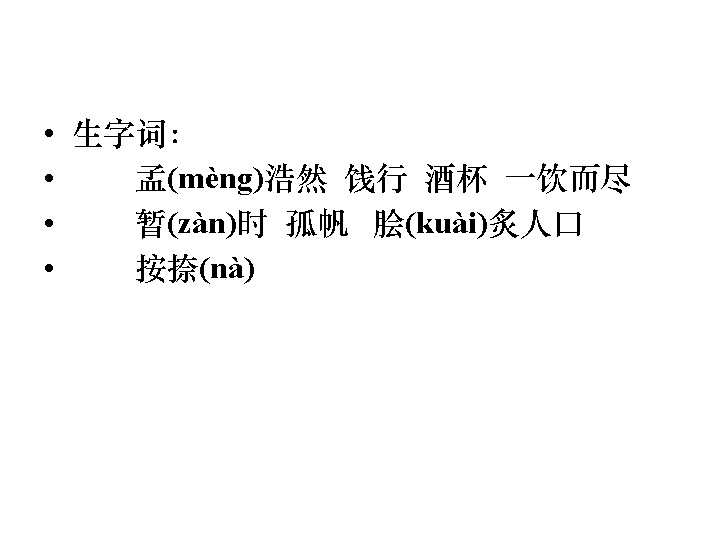 • 生字词：
• 孟(mèng)浩然 饯行 酒杯 一饮而尽
• 暂(zàn)时 孤帆 脍(kuài)炙人口
• 按捺(nà)